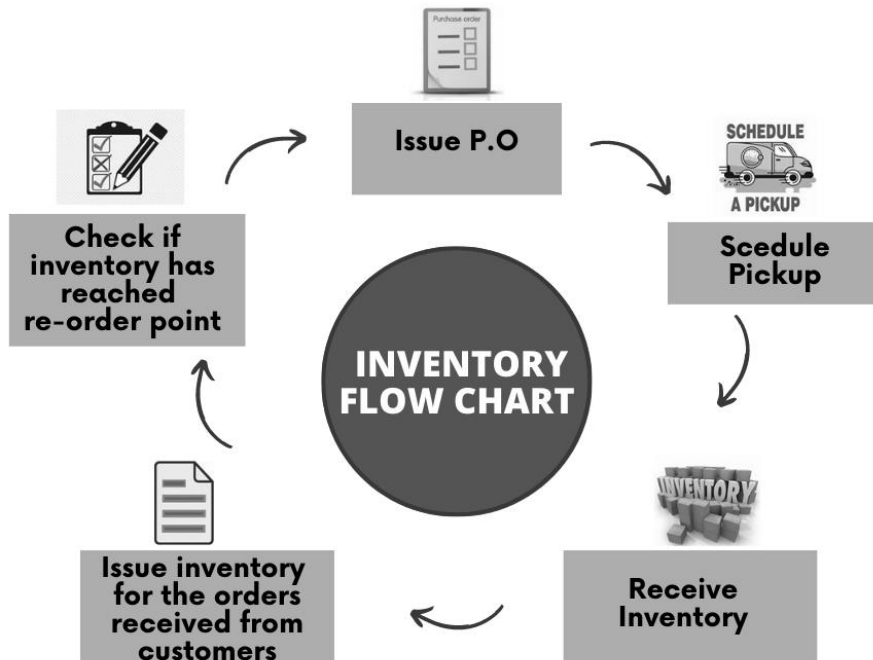 Purchase order
Issue P.O
SCHEDULE
A PICKUP
Scedule
Pickup
INVENTORY
Receive
Inventory
Issue inventory
for the orders
received from
customers
Check if
inventory has
reached
re-order point
INVENTORY
FLOW CHART